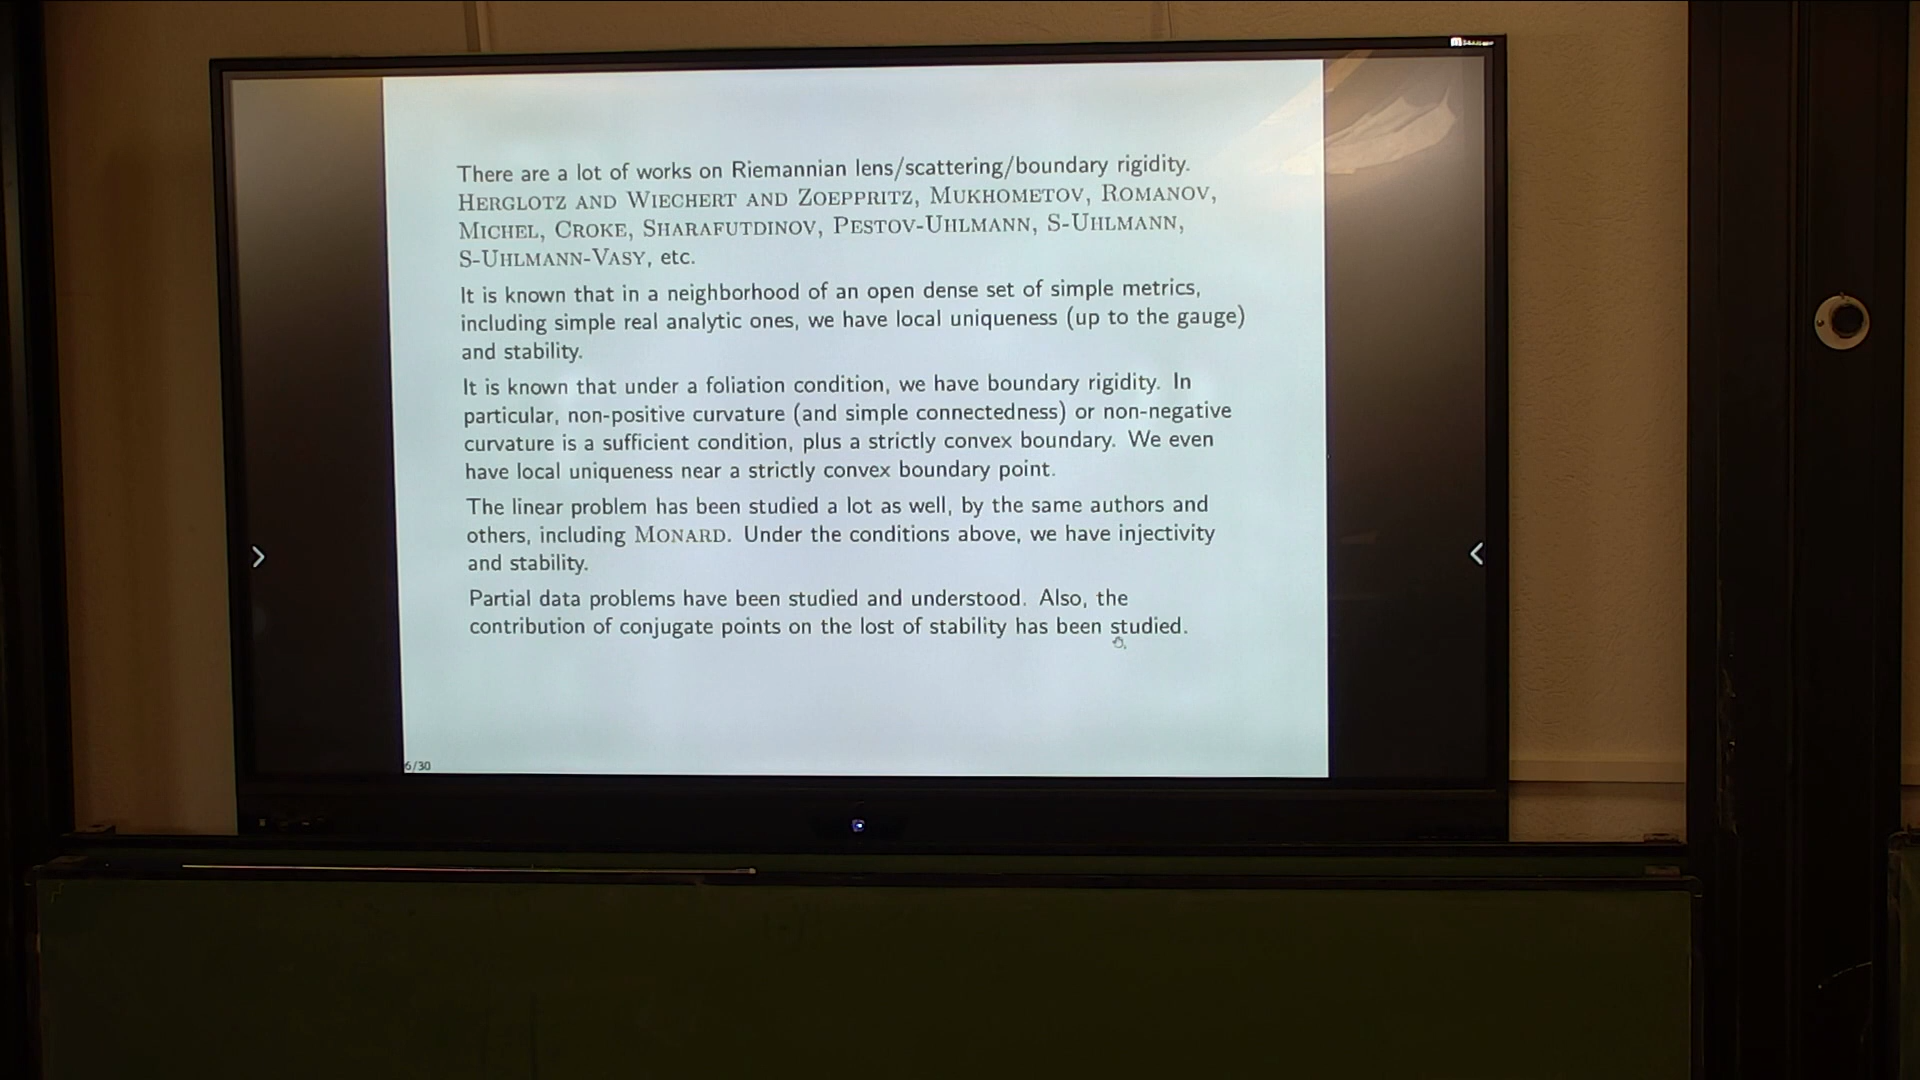 There are a lot of works on Riemannian lens/scattering/boundary rigidity.
HERGLOTZ AND WIECHERT AND ZOEPPRITZ, MUKHOMETOV, ROMANOV,
MICHEL, CROKE, SHARAFUTDINOV, PESTOV-UHLMANN, S-UHLMANN,
S-UHLMANN-VASY, etc.
It is known that in a neighborhood of an open dense set of simple metrics,
including simple real analytic ones, we have local uniqueness (up to the gauge)
and stability.
It is known that under a foliation condition, we have boundary rigidity. In
particular, non-positive curvature (and simple connectedness) or non-negative
curvature is a sufficient condition, plus a strictly convex boundary. We even
have local uniqueness near a strictly convex boundary point.
The linear problem has been studied a lot as well, by the same authors and
others, including MONARD. Under the conditions above, we have injectivity
and stability.
Partial data problems have been studied and understood. Also, the
contribution of conjugate points on the lost of stability has been studied.
6/30